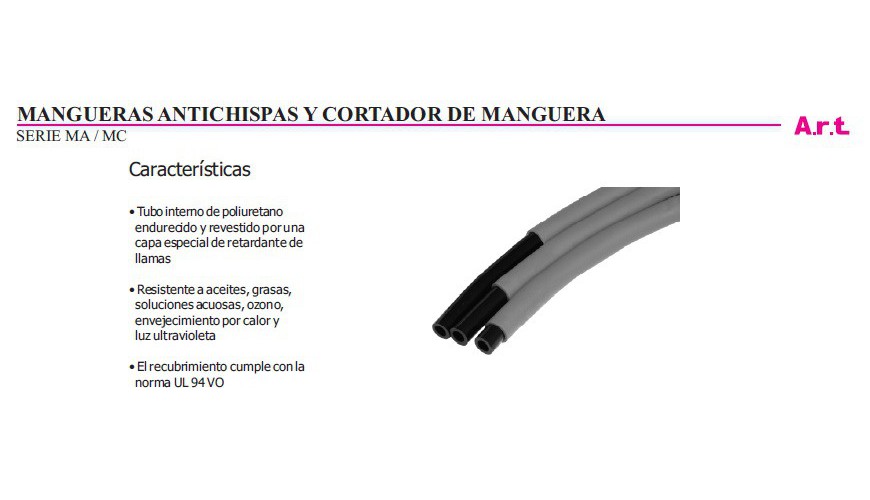 MANGUERAS ANTICHISPAS Y CORTADOR DE MANGUERA
A.r.t.
SERIE MA / MC
Características
• Tubo interno de poliuretano
endurecido y revestido por una
capa especial de retardante de
llamas
• Resistente a aceites, grasas,
soluciones acuosas, ozono,
envejecimiento por calor y
luz ultravioleta
• El recubrimiento cumple con la
norma UL 94 VO